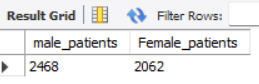 Result Grid Filter Rows:
male_patients Female_patients
2468 2062